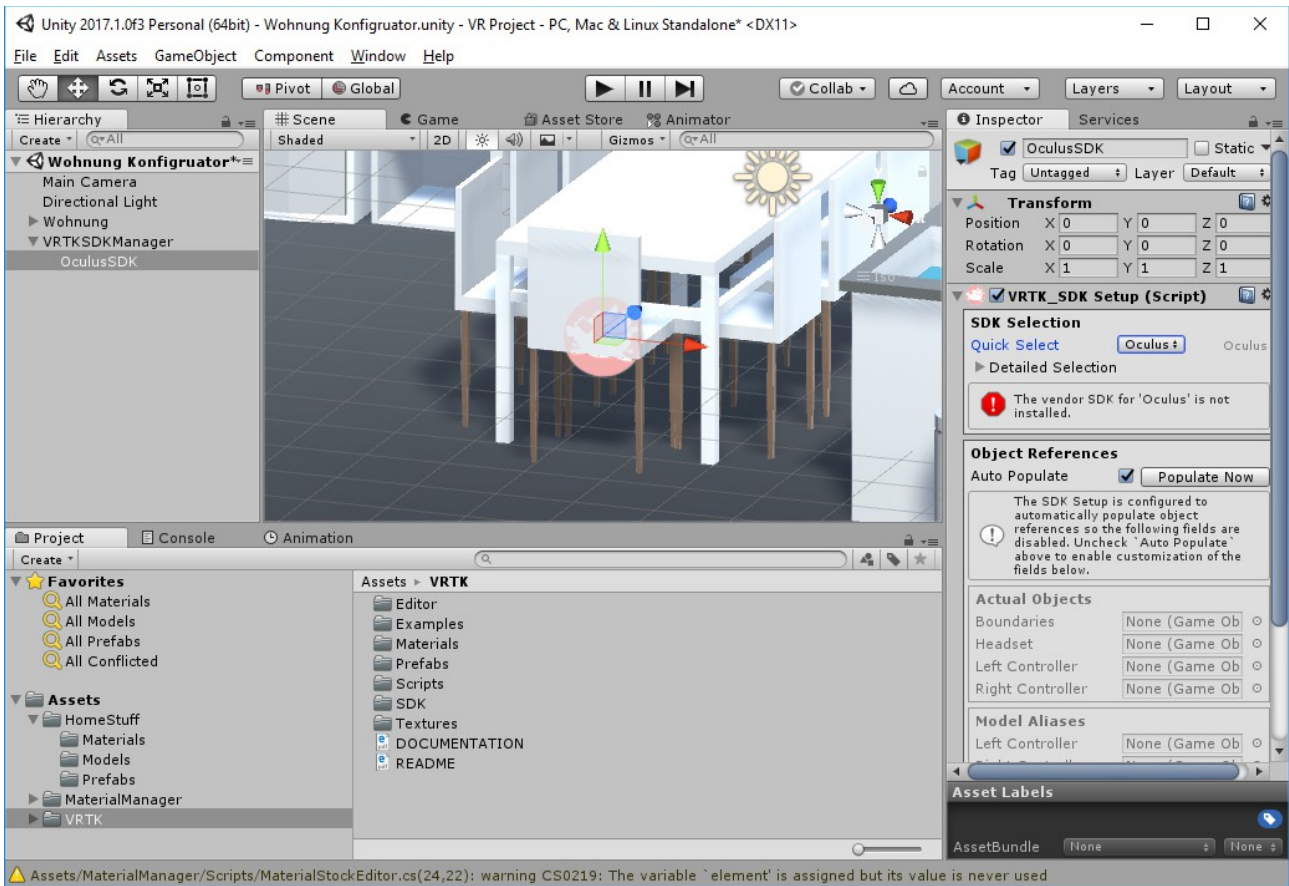 Unity 2017.1.0f3 Personal (64bit) - Wohnung Konfigruator.unity - VR Project - PC, Mac & Linux Standalone* <DX11>
File Edit Assets GameObject Component Window Help
Pivot Global Collab Account Layers Layout
Hierarchy
Create All
Wohnung Konfigruator*
Main Camera
Directional Light
Wohnung
VRTKSDKManager
OculusSDK
Scene Game Asset Store Animator
Shaded 2D Gizmos All
Iso
Inspector Services
OculusSDK Static
Tag Untagged Layer Default
Transform
Position X 0 Y 0 Z 0
Rotation X 0 Y 0 Z 0
Scale X 1 Y 1 Z 1
VRTK_SDK Setup (Script)
SDK Selection
Quick Select Oculus Oculus
Detailed Selection
The vendor SDK for 'Oculus' is not
installed.
Object References
Auto Populate Populate Now
The SDK Setup is configured to
automatically populate object
references so the following fields are
disabled. Uncheck `Auto Populate`
above to enable customization of the
fields below.
Actual Objects
Boundaries None (Game Ob
Headset None (Game Ob
Left Controller None (Game Ob
Right Controller None (Game Ob
Model Aliases
Left Controller None (Game Ob
Asset Labels
AssetBundle None None
Project Console Animation
Create
Favorites
All Materials
All Models
All Prefabs
All Conflicted
Assets
HomeStuff
Materials
Models
Prefabs
MaterialManager
VRTK
Assets VRTK
Editor
Examples
Materials
Prefabs
Scripts
SDK
Textures
DOCUMENTATION
README
Assets/MaterialManager/Scripts/MaterialStockEditor.cs(24,22): warning CS0219: The variable `element' is assigned but its value is never used